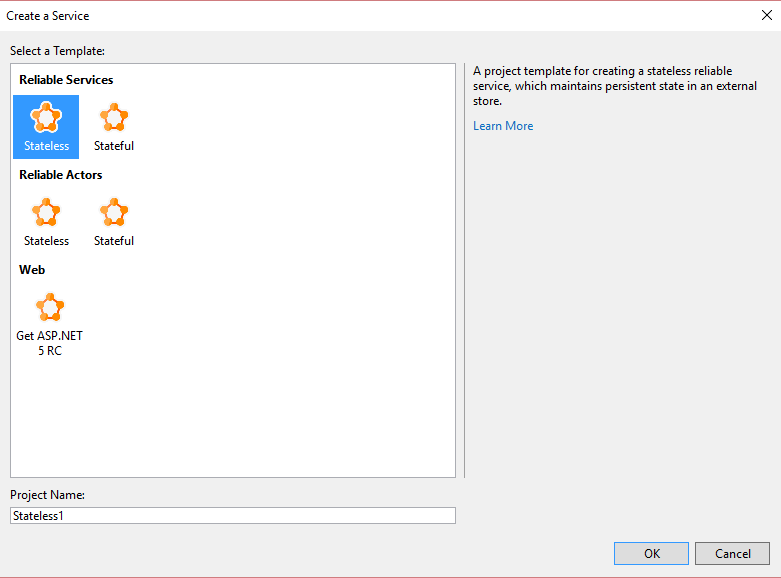 Create a Service
Select a Template:
Reliable Services
Stateless
Stateful
Reliable Actors
Stateless
Stateful
Web
Get ASP.NET
5 RC
A project template for creating a stateless reliable
service, which maintains persistent state in an external
store.
Learn More
Project Name:
Stateless1
OK
Cancel